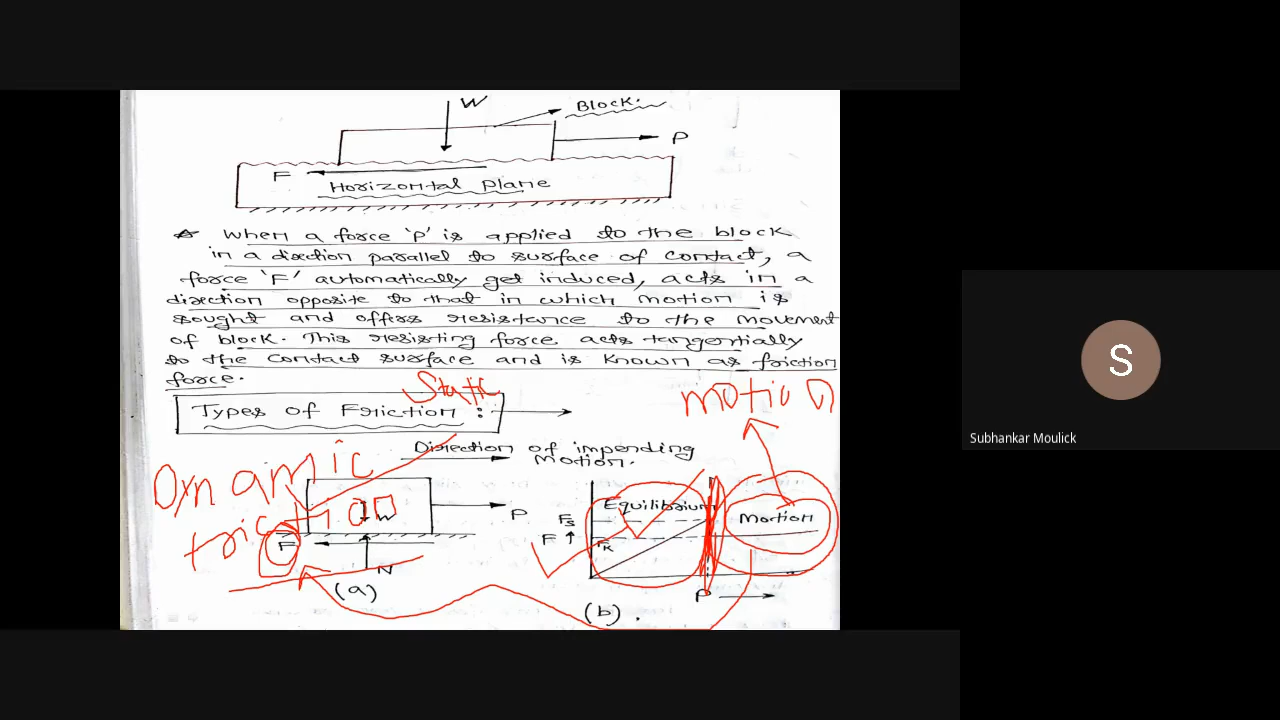 W
Block.
P
F
Horizontal Plane
When a force 'P' is applied to the block
in a direction parallel to surface of contact, a
force 'F' automatically get induced, acts in a
direction opposite to that in which motion is
sought and offers resistance to the movement
of block. This resisting force acts tangentially
to the contact surface and is known as friction
force.
Static
Types of Friction :
motion
Direction of impending
Motion.
Dynamic
friction
W
P
F
N
(a)
Equilibrium
Motion
Fs
F
FK
P
(b).
S
Subhankar Moulick